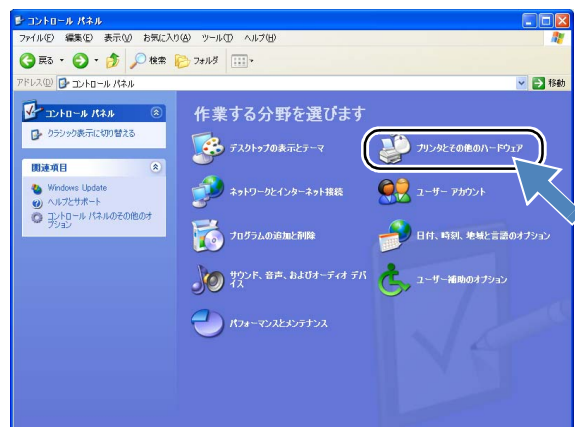 コントロール パネル
ファイル(F) 編集(E) 表示(V) お気に入り(A) ツール(T) ヘルプ(H)
戻る 検索 フォルダ
アドレス(D) コントロール パネル 移動
コントロール パネル
クラシック表示に切り替える
関連項目
Windows Update
ヘルプとサポート
コントロール パネルのその他のオ
プション
作業する分野を選びます
デスクトップの表示とテーマ
プリンタとその他のハードウェア
ネットワークとインターネット接続
ユーザー アカウント
プログラムの追加と削除
日付、時刻、地域と言語のオプション
サウンド、音声、およびオーディオ デバ
イス
ユーザー補助のオプション
パフォーマンスとメンテナンス